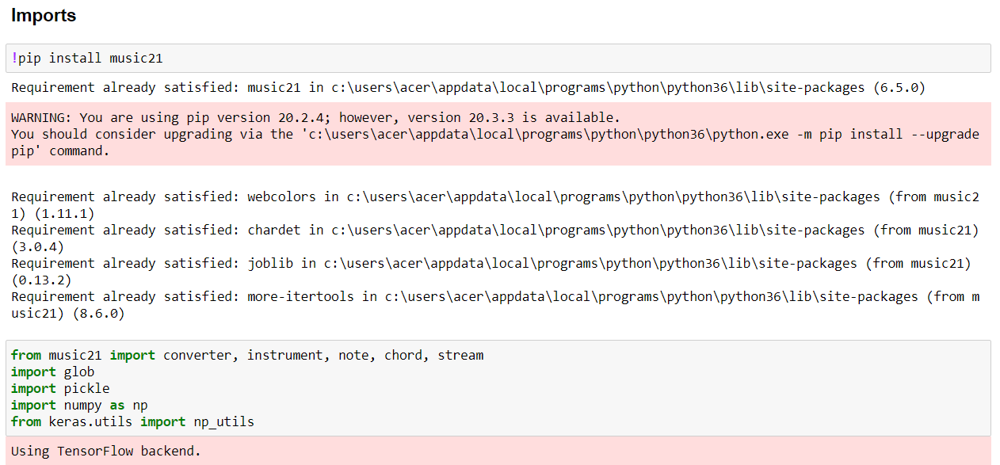 Imports
!pip install music21
Requirement already satisfied: music21 in c:\users\acer\appdata\local\programs\python\python36\lib\site-packages (6.5.0)
WARNING: You are using pip version 20.2.4; however, version 20.3.3 is available.
You should consider upgrading via the 'c:\users\acer\appdata\local\programs\python\python36\python.exe -m pip install --upgrade
pip' command.
Requirement already satisfied: webcolors in c:\users\acer\appdata\local\programs\python\python36\lib\site-packages (from music2
1) (1.11.1)
Requirement already satisfied: chardet in c:\users\acer\appdata\local\programs\python\python36\lib\site-packages (from music21)
(3.0.4)
Requirement already satisfied: joblib in c:\users\acer\appdata\local\programs\python\python36\lib\site-packages (from music21)
(0.13.2)
Requirement already satisfied: more-itertools in c:\users\acer\appdata\local\programs\python\python36\lib\site-packages (from m
usic21) (8.6.0)
from music21 import converter, instrument, note, chord, stream
import glob
import pickle
import numpy as np
from keras.utils import np_utils
Using TensorFlow backend.